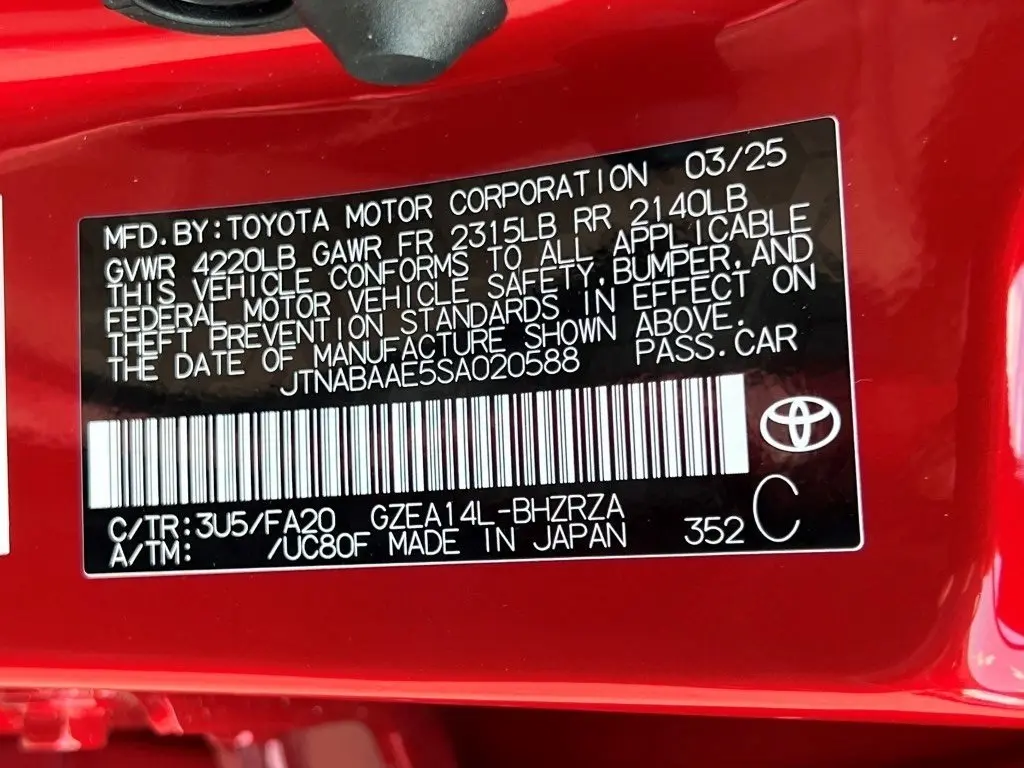 MFD.BY:TOYOTA MOTOR CORPORATION 03/25
GVWR 4220LB GAWR FR 2315LB RR 2140LB
THIS VEHICLE CONFORMS TO ALL APPLICABLE
FEDERAL MOTOR VEHICLE SAFETY,BUMPER,AND
THEFT PREVENTION STANDARDS IN EFFECT ON
THE DATE OF MANUFACTURE SHOWN ABOVE.
JTNABAAE5SA020588 PASS.CAR
C/TR:3U5/FA20 GZEA14L-BHZRZA
A/TM: /UC80F MADE IN JAPAN 352 C